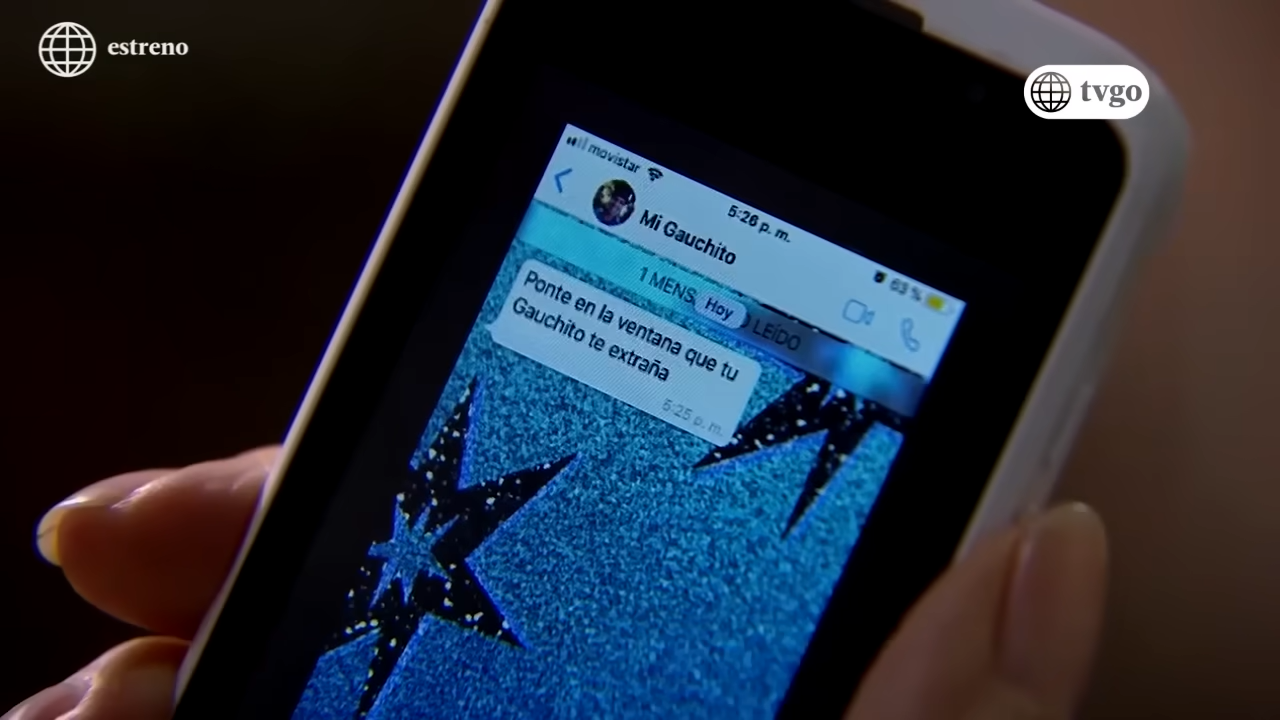 estreno
tvgo
movistar
5:26 p. m.
63 %
Mi Gauchito
1 MENS
Hoy
LEÍDO
Ponte en la ventana que tu
Gauchito te extraña
5:25 p. m.